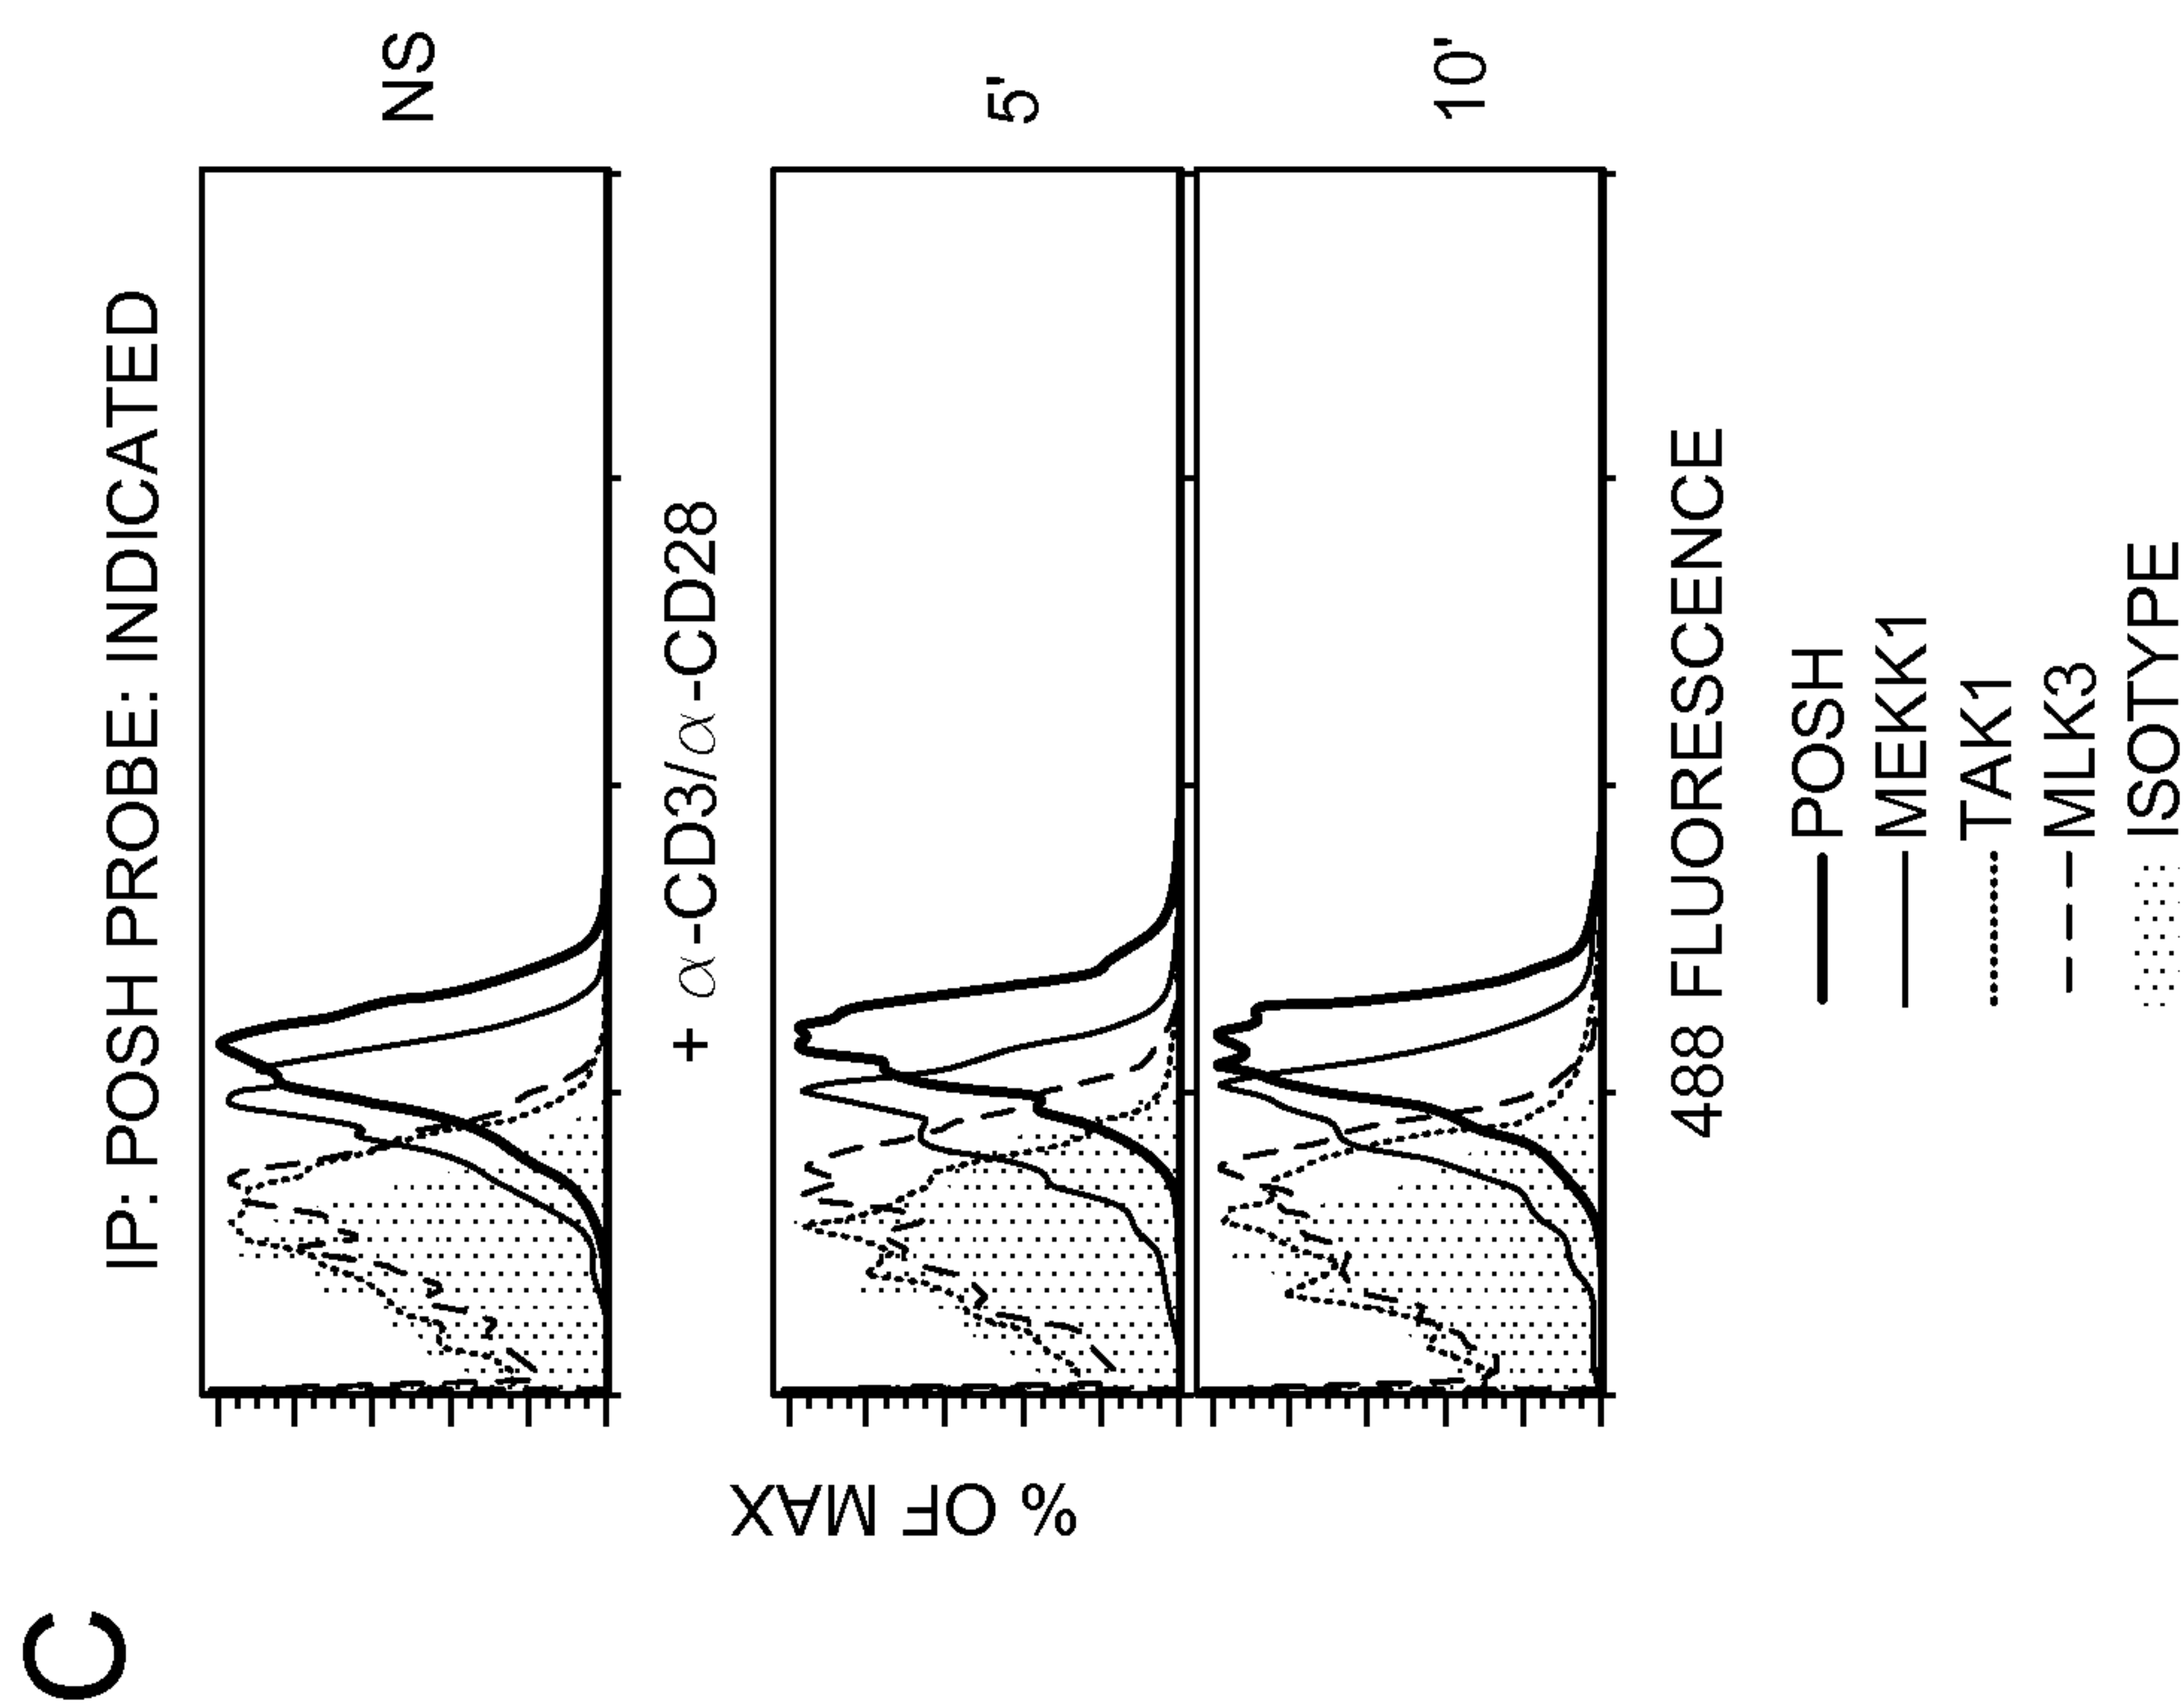 C
IP: POSH PROBE: INDICATED
NS
+ α-CD3/α-CD28
5'
10'
% OF MAX
488 FLUORESCENCE
POSH
MEKK1
TAK1
MLK3
ISOTYPE